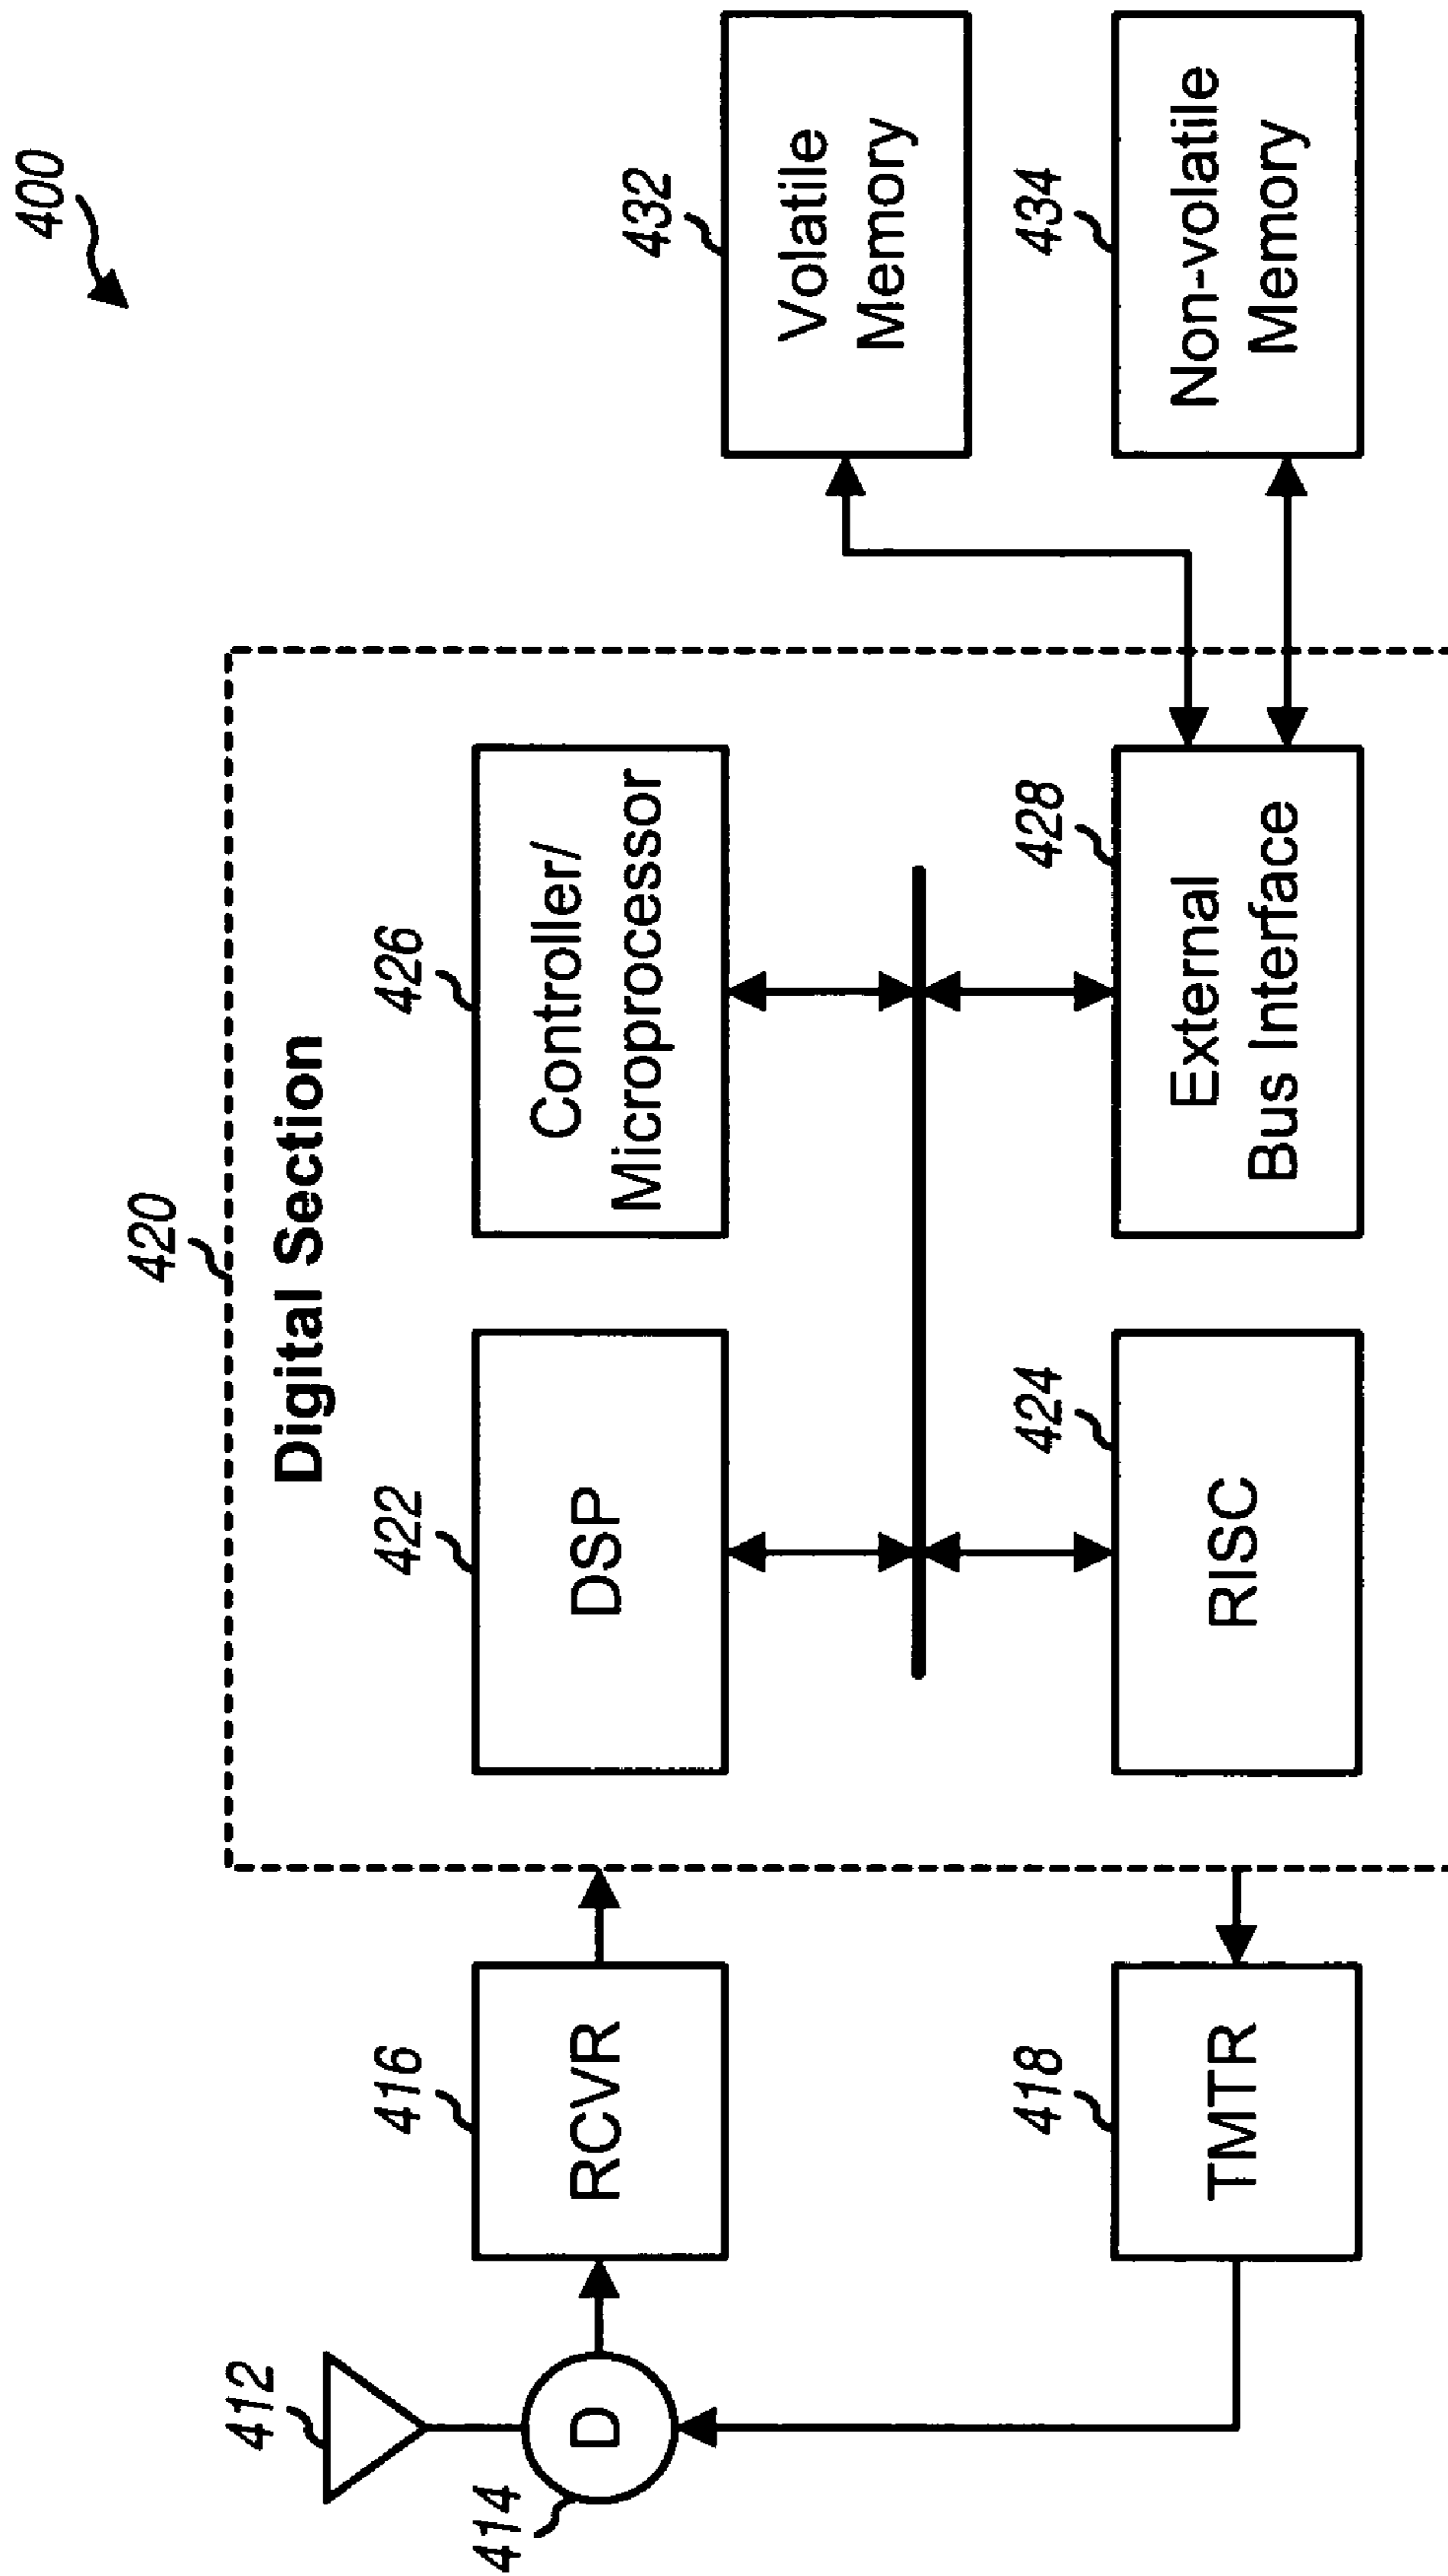 400
420
Digital Section
412
414
D
416
RCVR
422
DSP
426
Controller/
Microprocessor
432
Volatile
Memory
418
TMTR
424
RISC
428
External
Bus Interface
434
Non-volatile
Memory